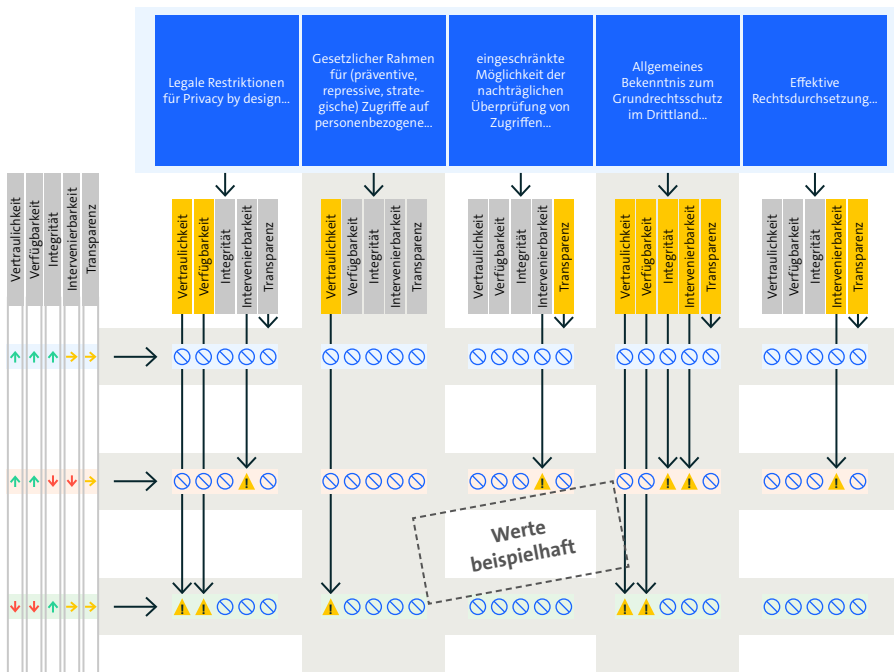 Legale Restriktionen
für Privacy by design...
Gesetzlicher Rahmen
für (präventive,
repressive, strate-
gische) Zugriffe auf
personenbezogene...
eingeschränkte
Möglichkeit der
nachträglichen
Überprüfung von
Zugriffen...
Allgemeines
Bekenntnis zum
Grundrechtsschutz
im Drittland...
Effektive
Rechtsdurchsetzung...
Vertraulichkeit
Verfügbarkeit
Integrität
Intervenierbarkeit
Transparenz
Vertraulichkeit
Verfügbarkeit
Integrität
Intervenierbarkeit
Transparenz
Vertraulichkeit
Verfügbarkeit
Integrität
Intervenierbarkeit
Transparenz
Vertraulichkeit
Verfügbarkeit
Integrität
Intervenierbarkeit
Transparenz
Vertraulichkeit
Verfügbarkeit
Integrität
Intervenierbarkeit
Transparenz
Vertraulichkeit
Verfügbarkeit
Integrität
Intervenierbarkeit
Transparenz
Werte
beispielhaft